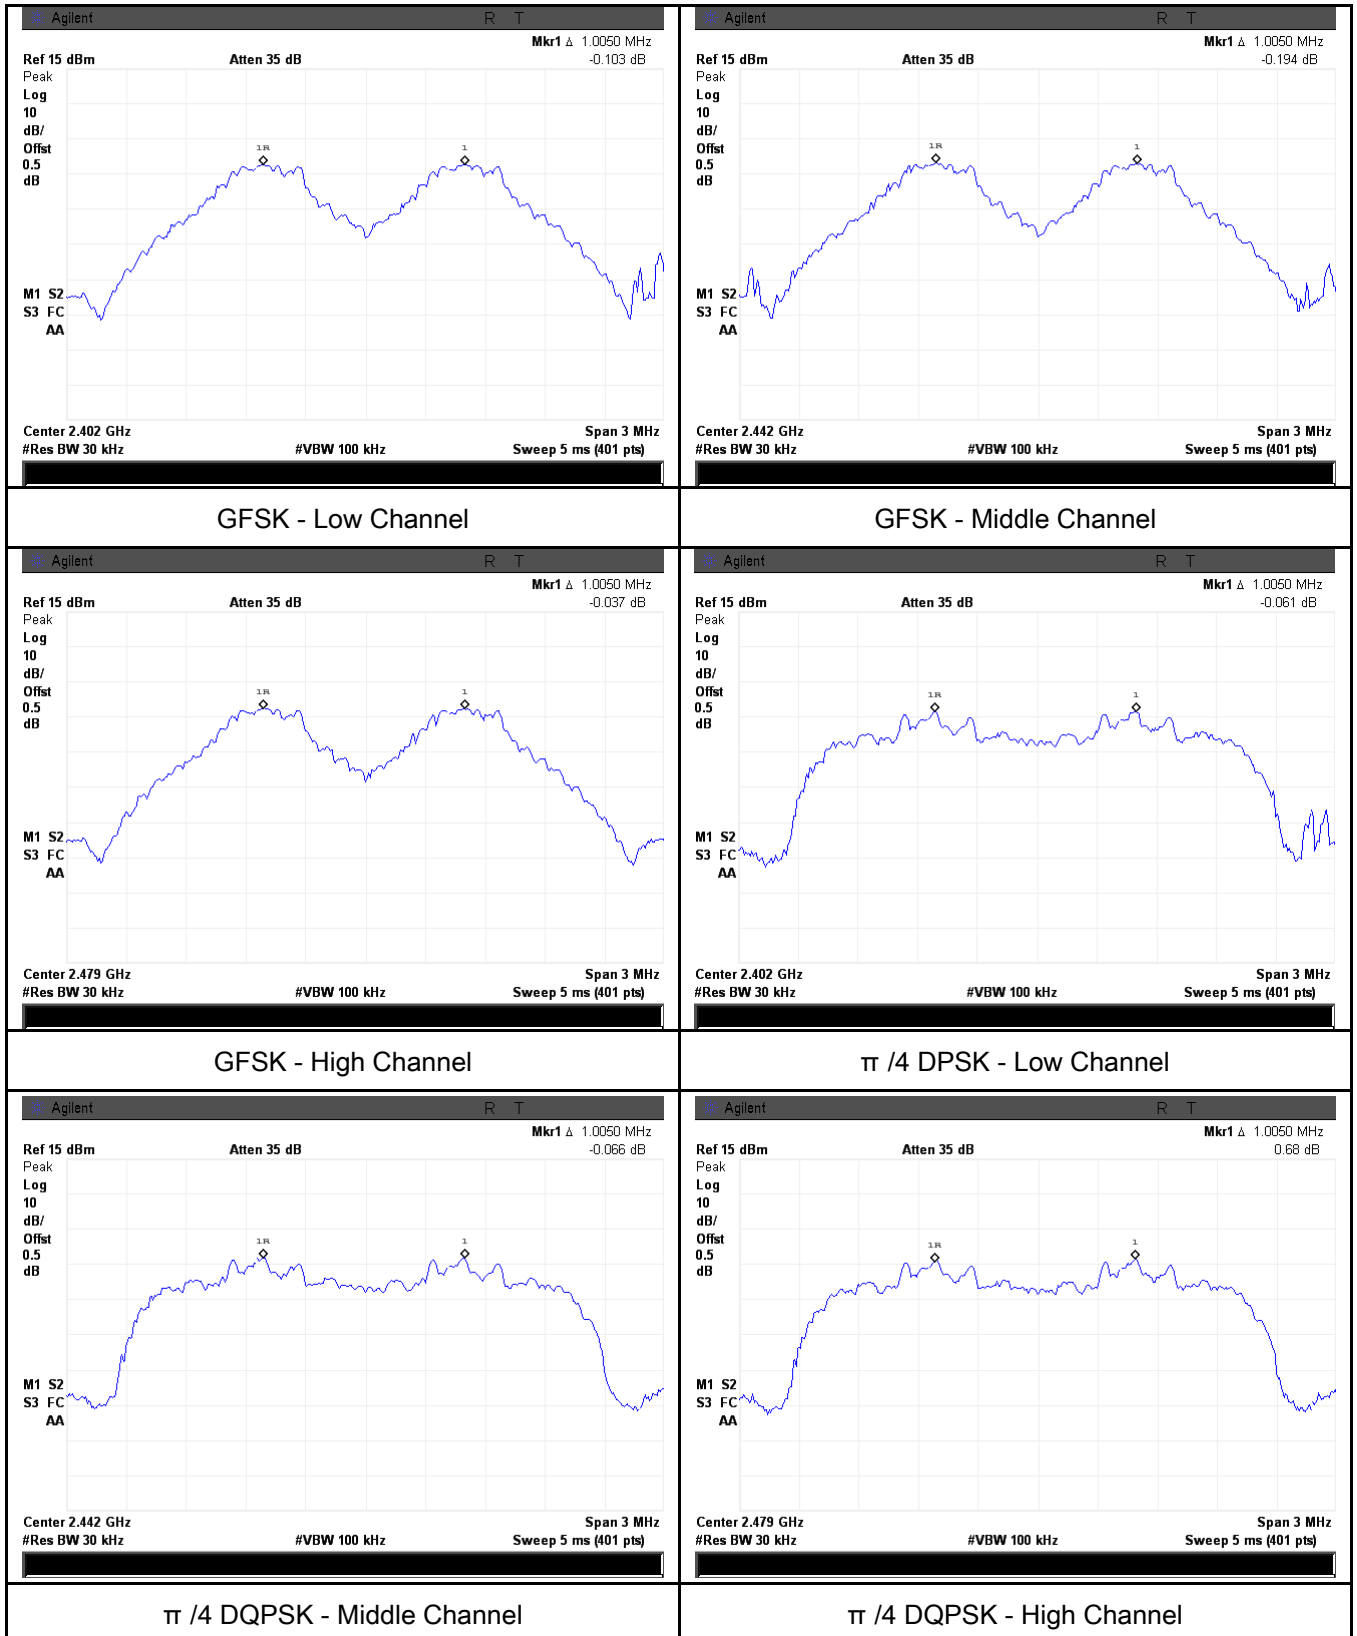 Agilent R T
Mkr1 Δ 1.0050 MHz
Ref 15 dBm Atten 35 dB -0.103 dB
Peak
Log
10
dB/
Offst
0.5
dB
1R 1
M1 S2
S3 FC
AA
Center 2.402 GHz Span 3 MHz
#Res BW 30 kHz #VBW 100 kHz Sweep 5 ms (401 pts)
GFSK - Low Channel
Agilent R T
Mkr1 Δ 1.0050 MHz
Ref 15 dBm Atten 35 dB -0.194 dB
Peak
Log
10
dB/
Offst
0.5
dB
1R 1
M1 S2
S3 FC
AA
Center 2.442 GHz Span 3 MHz
#Res BW 30 kHz #VBW 100 kHz Sweep 5 ms (401 pts)
GFSK - Middle Channel
Agilent R T
Mkr1 Δ 1.0050 MHz
Ref 15 dBm Atten 35 dB -0.037 dB
Peak
Log
10
dB/
Offst
0.5
dB
1R 1
M1 S2
S3 FC
AA
Center 2.479 GHz Span 3 MHz
#Res BW 30 kHz #VBW 100 kHz Sweep 5 ms (401 pts)
GFSK - High Channel
Agilent R T
Mkr1 Δ 1.0050 MHz
Ref 15 dBm Atten 35 dB -0.061 dB
Peak
Log
10
dB/
Offst
0.5
dB
1R 1
M1 S2
S3 FC
AA
Center 2.402 GHz Span 3 MHz
#Res BW 30 kHz #VBW 100 kHz Sweep 5 ms (401 pts)
π /4 DPSK - Low Channel
Agilent R T
Mkr1 Δ 1.0050 MHz
Ref 15 dBm Atten 35 dB -0.066 dB
Peak
Log
10
dB/
Offst
0.5
dB
1R 1
M1 S2
S3 FC
AA
Center 2.442 GHz Span 3 MHz
#Res BW 30 kHz #VBW 100 kHz Sweep 5 ms (401 pts)
π /4 DQPSK - Middle Channel
Agilent R T
Mkr1 Δ 1.0050 MHz
Ref 15 dBm Atten 35 dB 0.68 dB
Peak
Log
10
dB/
Offst
0.5
dB
1R 1
M1 S2
S3 FC
AA
Center 2.479 GHz Span 3 MHz
#Res BW 30 kHz #VBW 100 kHz Sweep 5 ms (401 pts)
π /4 DQPSK - High Channel